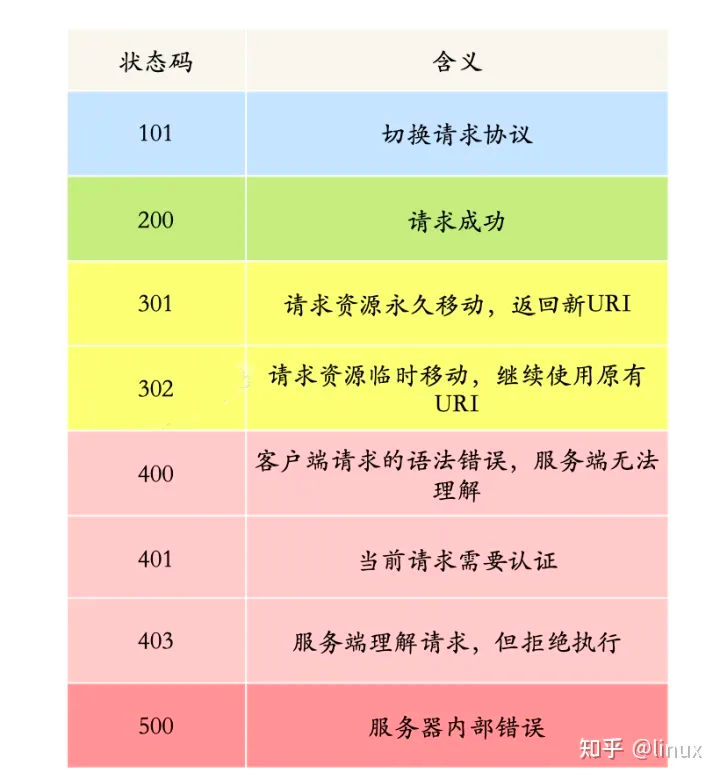 状态码 含义
101 切换请求协议
200 请求成功
301 请求资源永久移动，返回新URI
302 请求资源临时移动，继续使用原有
URI
400 客户端请求的语法错误，服务端无法
理解
401 当前请求需要认证
403 服务端理解请求，但拒绝执行
500 服务器内部错误
知乎 @linux